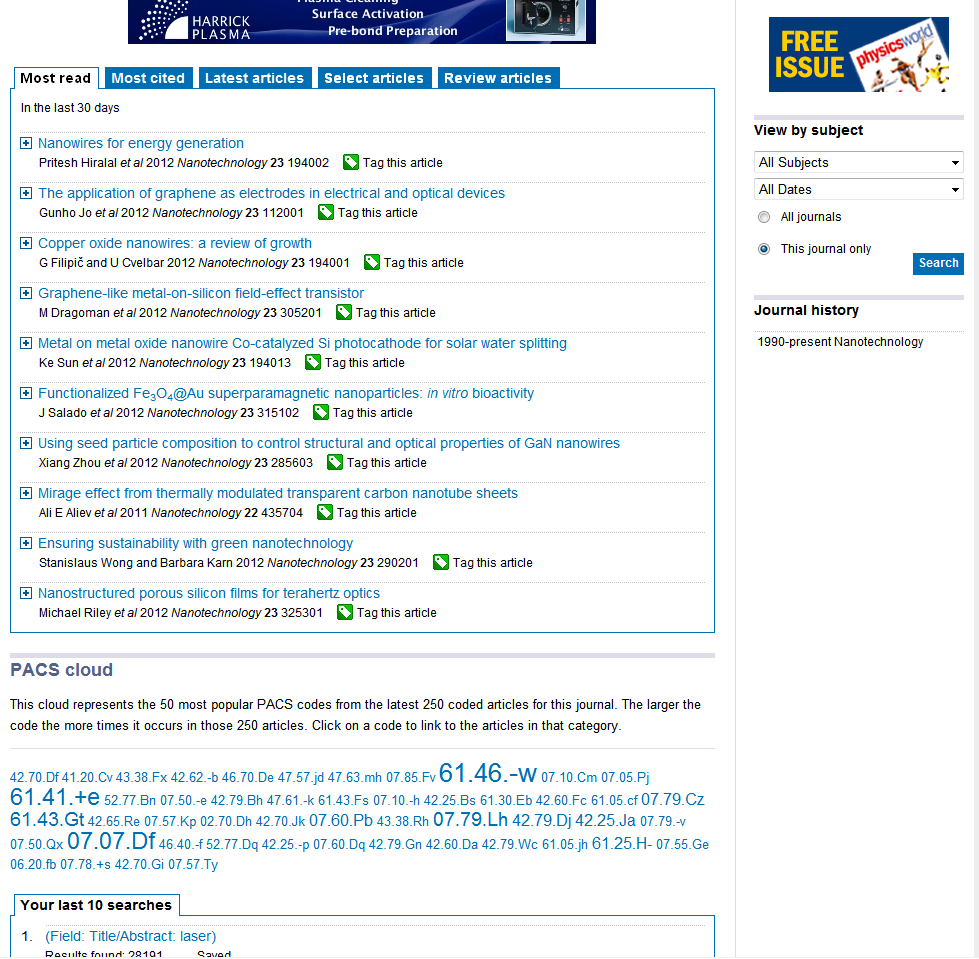 Plasma Cleaning
HARRICK
PLASMA
Surface Activation
Pre-bond Preparation
FREE
ISSUE
physicsworld
Most read
Most cited
Latest articles
Select articles
Review articles
In the last 30 days
Nanowires for energy generation
Pritesh Hiralal et al 2012 Nanotechnology 23 194002 Tag this article
The application of graphene as electrodes in electrical and optical devices
Gunho Jo et al 2012 Nanotechnology 23 112001 Tag this article
Copper oxide nanowires: a review of growth
G Filipič and U Cvelbar 2012 Nanotechnology 23 194001 Tag this article
Graphene-like metal-on-silicon field-effect transistor
M Dragoman et al 2012 Nanotechnology 23 305201 Tag this article
Metal on metal oxide nanowire Co-catalyzed Si photocathode for solar water splitting
Ke Sun et al 2012 Nanotechnology 23 194013 Tag this article
Functionalized Fe3O4@Au superparamagnetic nanoparticles: in vitro bioactivity
J Salado et al 2012 Nanotechnology 23 315102 Tag this article
Using seed particle composition to control structural and optical properties of GaN nanowires
Xiang Zhou et al 2012 Nanotechnology 23 285603 Tag this article
Mirage effect from thermally modulated transparent carbon nanotube sheets
Ali E Aliev et al 2011 Nanotechnology 22 435704 Tag this article
Ensuring sustainability with green nanotechnology
Stanislaus Wong and Barbara Karn 2012 Nanotechnology 23 290201 Tag this article
Nanostructured porous silicon films for terahertz optics
Michael Riley et al 2012 Nanotechnology 23 325301 Tag this article
View by subject
All Subjects
All Dates
All journals
This journal only
Search
Journal history
1990-present Nanotechnology
PACS cloud
This cloud represents the 50 most popular PACS codes from the latest 250 coded articles for this journal. The larger the
code the more times it occurs in those 250 articles. Click on a code to link to the articles in that category.
42.70.Df 41.20.Cv 43.38.Fx 42.62.-b 46.70.De 47.57.jd 47.63.mh 07.85.Fv 61.46.-w 07.10.Cm 07.05.Pj
61.41.+e 52.77.Bn 07.50.-e 42.79.Bh 47.61.-k 61.43.Fs 07.10.-h 42.25.Bs 61.30.Eb 42.60.Fc 61.05.cf 07.79.Cz
61.43.Gt 42.65.Re 07.57.Kp 02.70.Dh 42.70.Jk 07.60.Pb 43.38.Rh 07.79.Lh 42.79.Dj 42.25.Ja 07.79.-v
07.50.Qx 07.07.Df 46.40.-f 52.77.Dq 42.25.-p 07.60.Dq 42.79.Gn 42.60.Da 42.79.Wc 61.05.jh 61.25.H- 07.55.Ge
06.20.fb 07.78.+s 42.70.Gi 07.57.Ty
Your last 10 searches
1. (Field: Title/Abstract: laser)
Results found: 28191 Saved